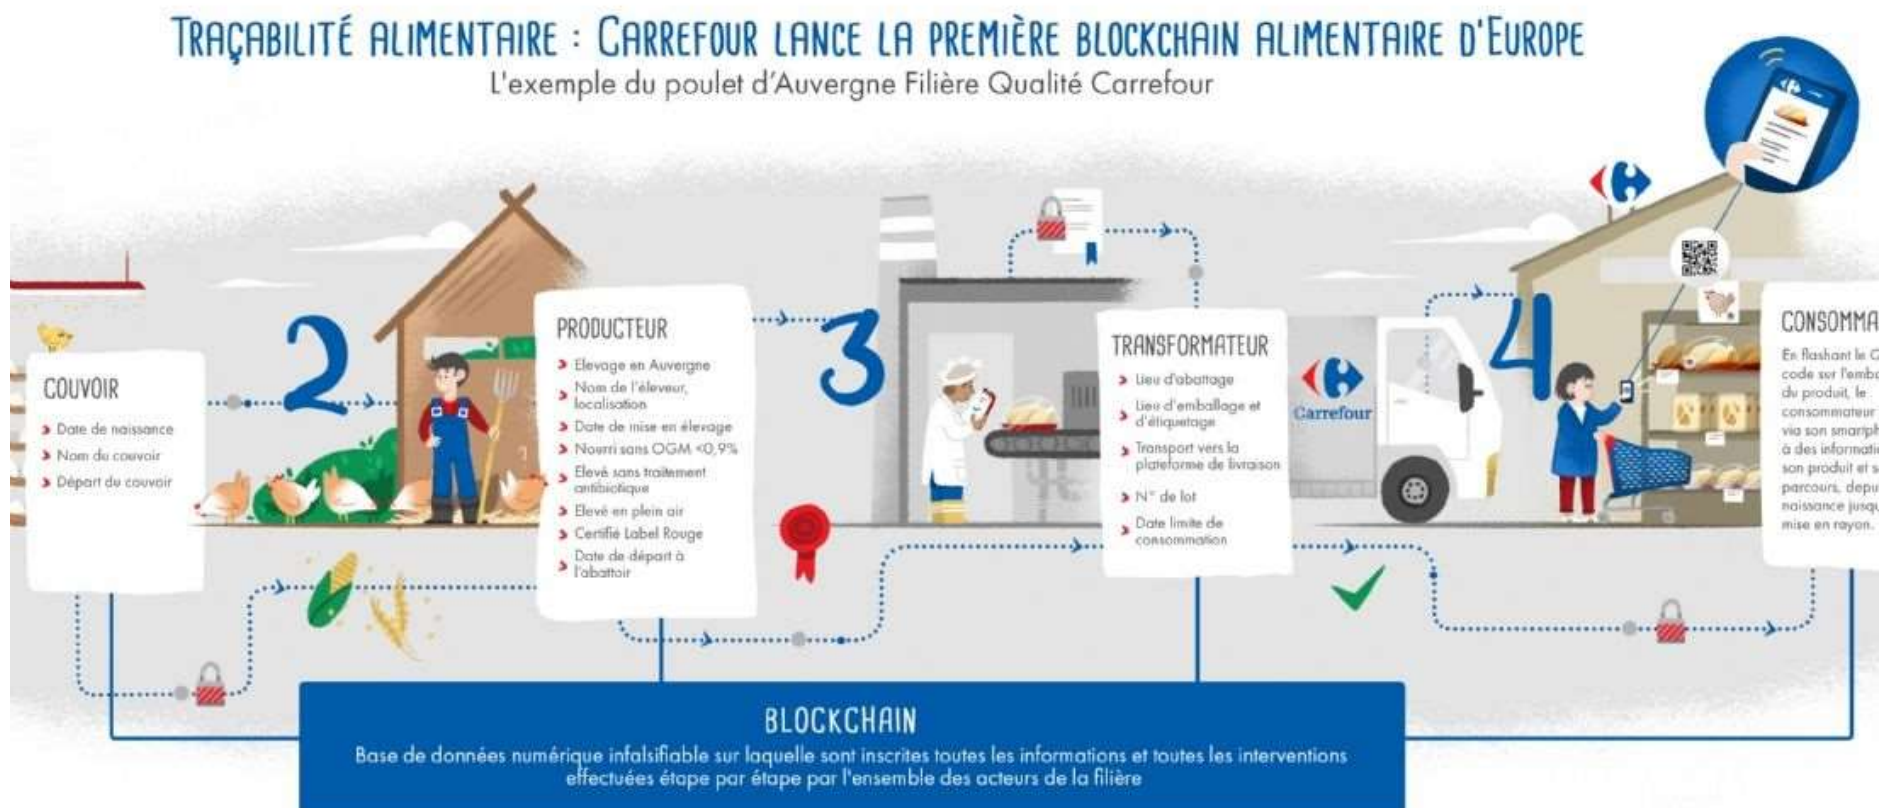 TRAÇABILITÉ ALIMENTAIRE : CARREFOUR LANCE LA PREMIÈRE BLOCKCHAIN ALIMENTAIRE D'EUROPE
L'exemple du poulet d'Auvergne Filière Qualité Carrefour
COUVOIR
Date de naissance
Nom du couvoir
Départ du couvoir
2
PRODUCTEUR
Elevage en Auvergne
Nom de l'éleveur,
localisation
Date de mise en élevage
Nourri sans OGM <0,9%
Elevé sans traitement
antibiotique
Elevé en plein air
Certifié Label Rouge
Date de départ à
l'abattoir
3
TRANSFORMATEUR
Lieu d'abattage
Lieu d'emballage et
d'étiquetage
Transport vers la
plateforme de livraison
N° de lot
Date limite de
consommation
Carrefour
4
CONSOMMA
En flashant le
code sur l'emba
du produit, le
consommateur
via son smartph
à des informati
son produit et s
parcours, depu
naissance jusqu
mise en rayon.
BLOCKCHAIN
Base de données numérique infalsifiable sur laquelle sont inscrites toutes les informations et toutes les interventions
effectuées étape par étape par l'ensemble des acteurs de la filière